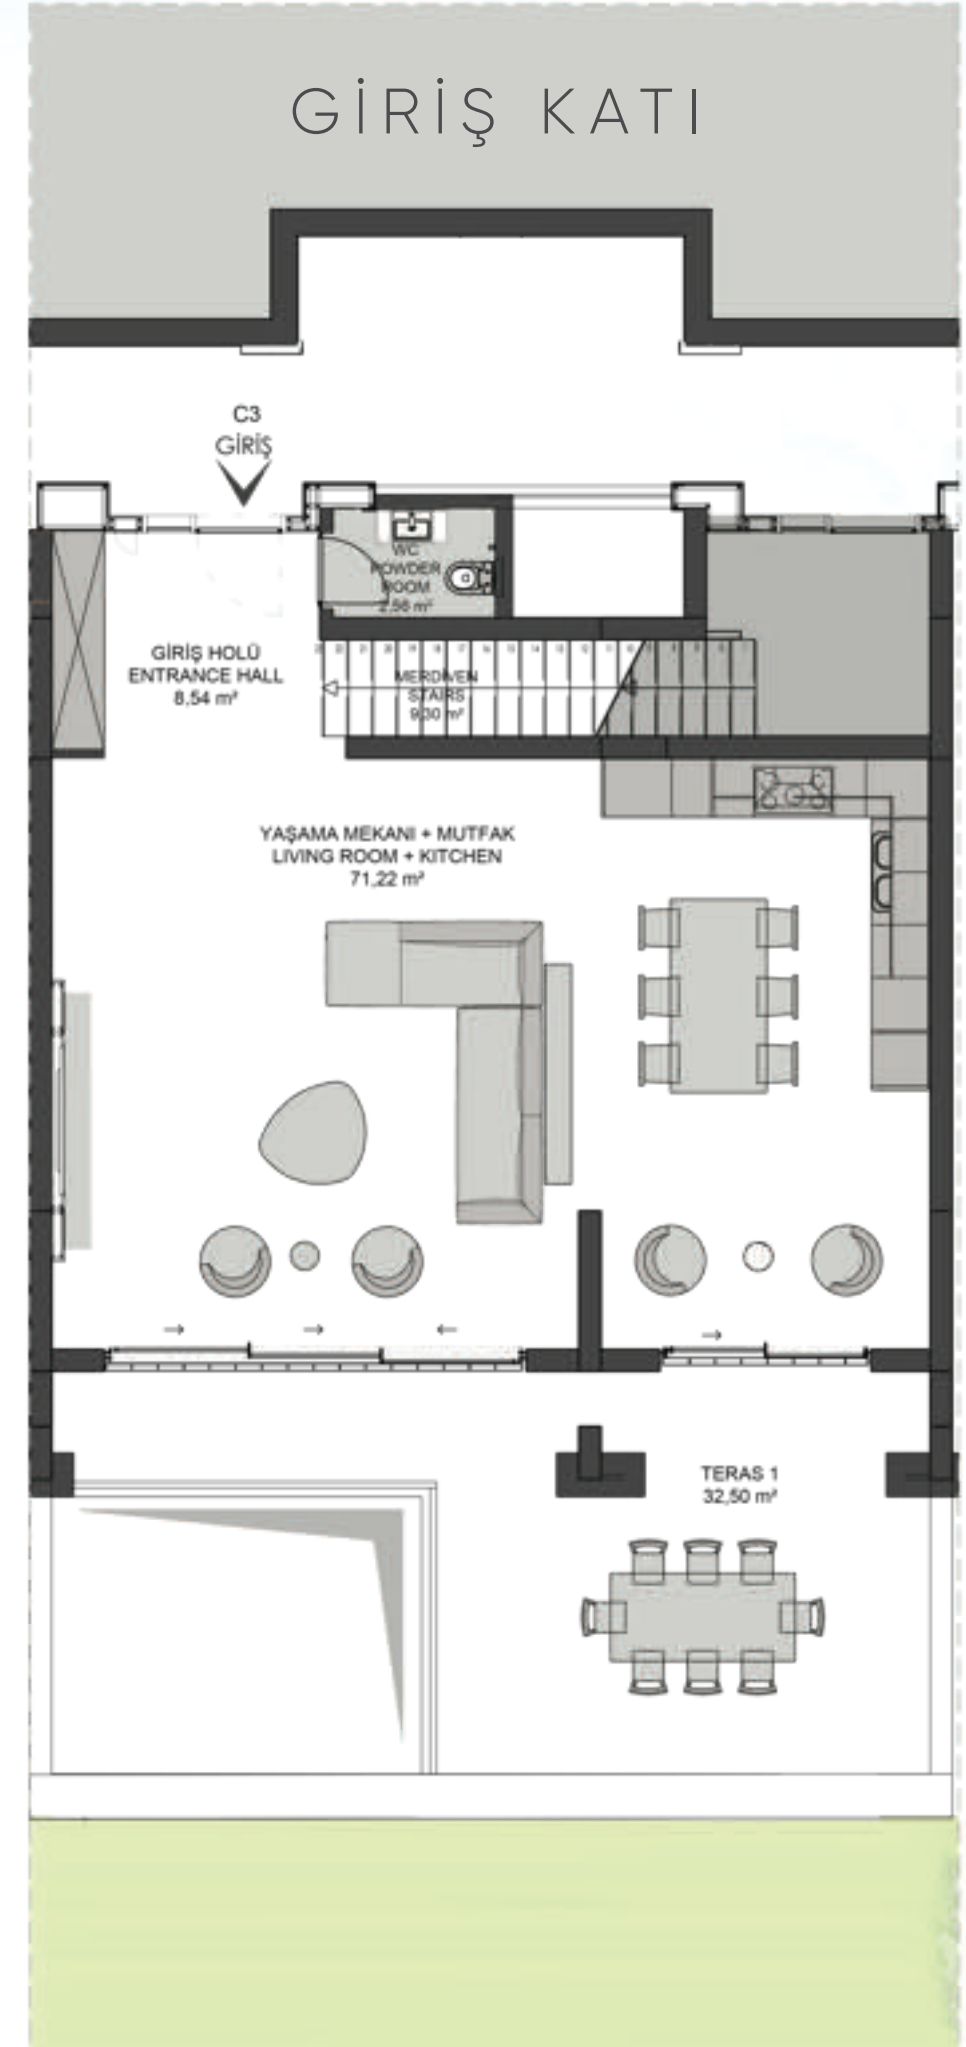 GİRİŞ KATI
C3
GİRİŞ
WC
POWDER
ROOM
2,56 m²
GİRİŞ HOLÜ
ENTRANCE HALL
8,54 m²
MERDİVEN
STAIRS
9,30 m²
YAŞAMA MEKANI + MUTFAK
LIVING ROOM + KITCHEN
71,22 m²
TERAS 1
32,50 m²